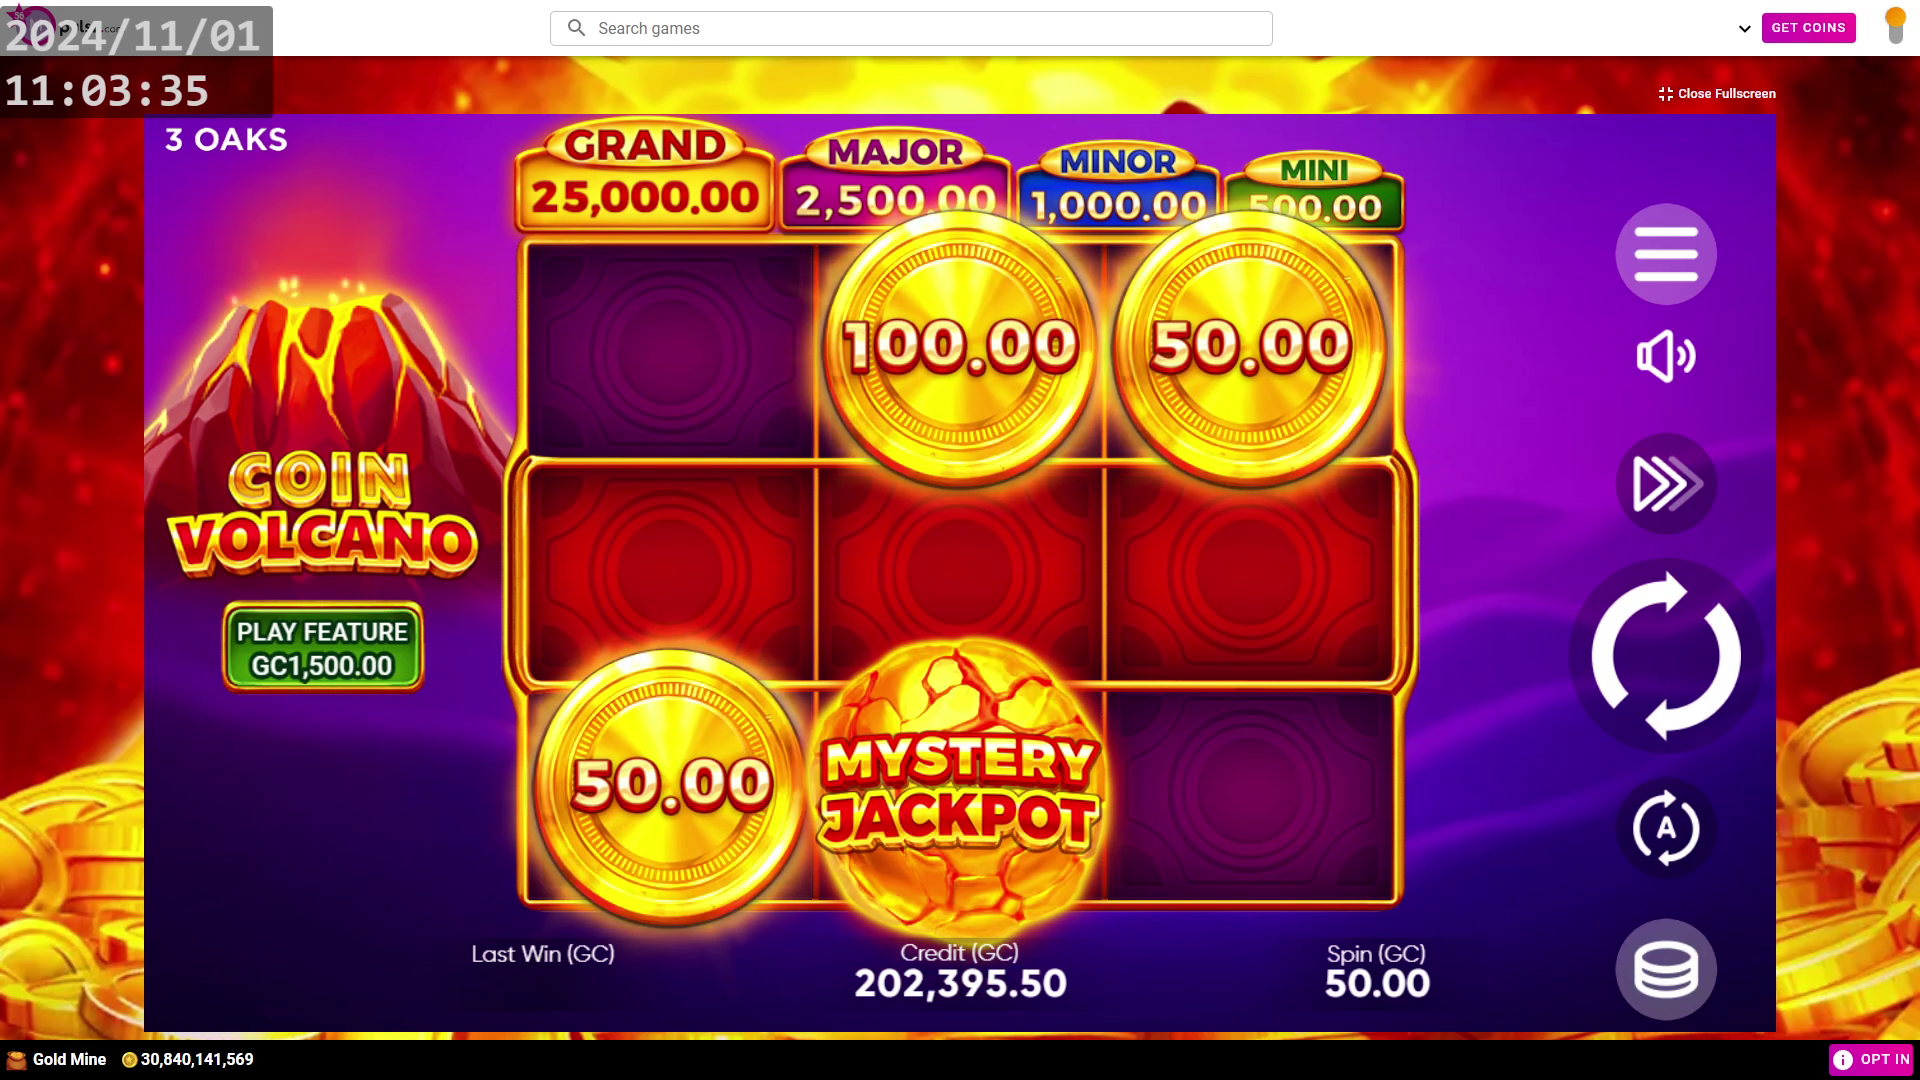 2024/11/01
11:03:35
Search games
GET COINS
Close Fullscreen
3 OAKS
GRAND
25,000.00
MAJOR
2,500.00
MINOR
1,000.00
MINI
500.00
100.00
50.00
COIN
VOLCANO
PLAY FEATURE
GC1,500.00
50.00
MYSTERY
JACKPOT
A
Last Win (GC)
Credit (GC)
202,395.50
Spin (GC)
50.00
Gold Mine
30,840,141,569
i OPT IN